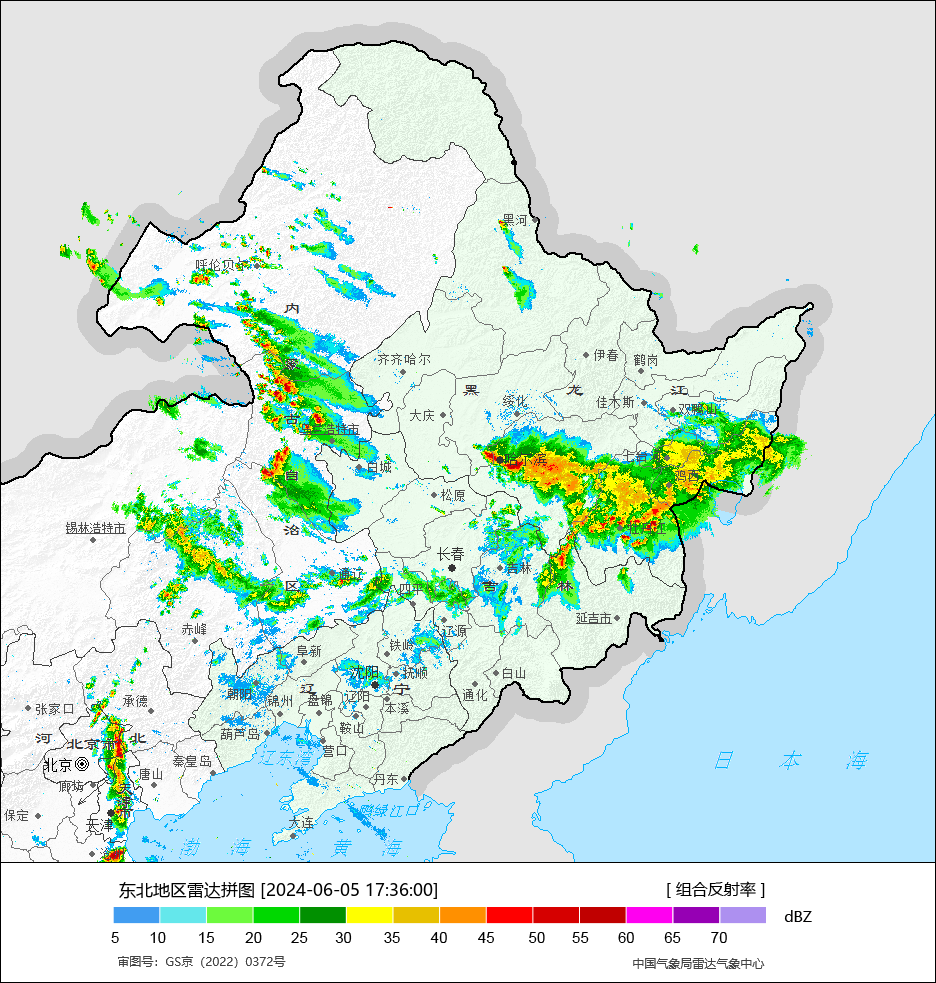 黑河
呼伦贝尔
内
齐齐哈尔
伊春
鹤岗
蒙
黑
龙
江
绥化
佳木斯
双鸭山
大庆
古
乌兰浩特市
哈尔滨
七台河
白城
自
鸡西
松原
锡林浩特市
治
牡丹江
长春
吉林
通辽
区
四平
吉
林
延吉市
赤峰
辽源
铁岭
阜新
沈阳
抚顺
白山
朝阳
辽
宁
通化
承德
锦州
盘锦
辽阳
本溪
张家口
鞍山
葫芦岛
河
北京市
北
营口
辽东湾
日 本 海
北京
秦皇岛
唐山
丹东
廊坊
天
津
市
保定
天津
大连
鸭绿江口
渤 海
黄 海
东北地区雷达拼图 [2024-06-05 17:36:00]
[ 组合反射率 ]
dBZ
5 10 15 20 25 30 35 40 45 50 55 60 65 70
审图号：GS京（2022）0372号
中国气象局雷达气象中心